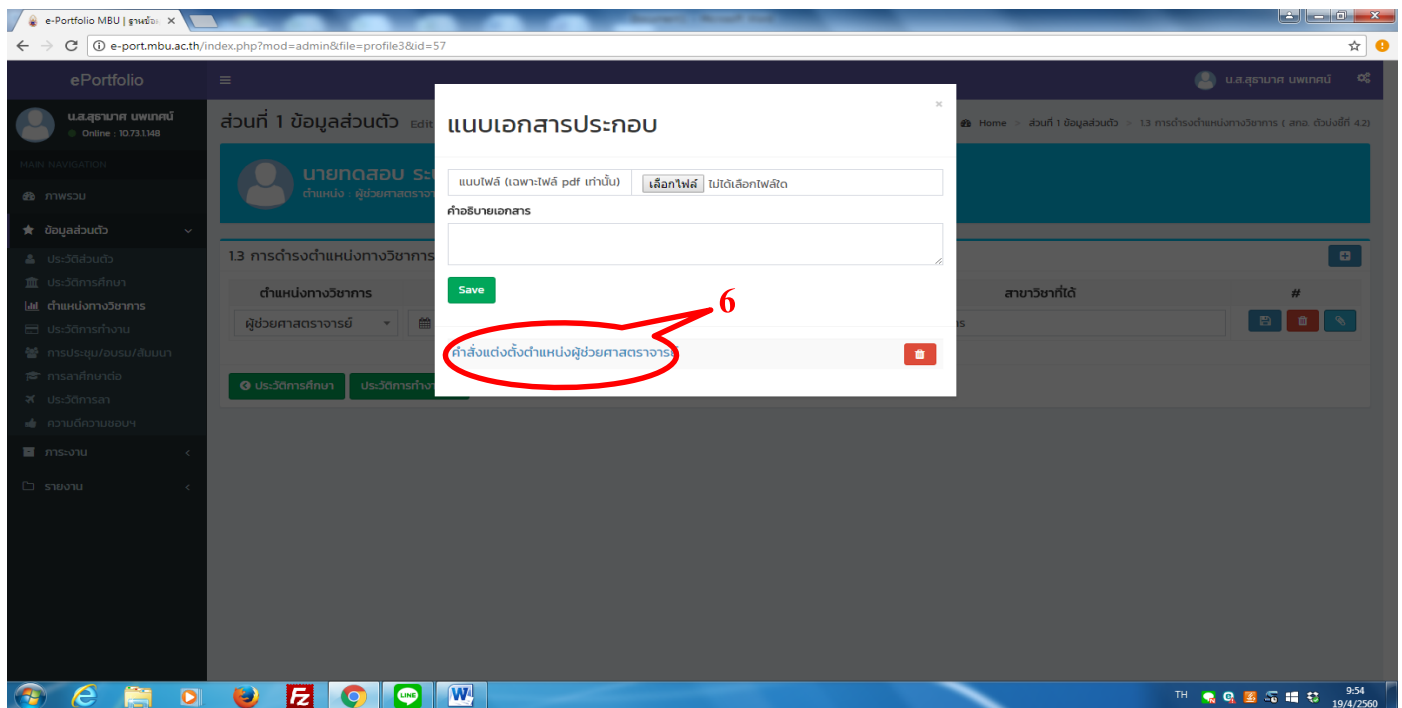 e-Portfolio MBU | ฐานข้อ
e-port.mbu.ac.th/index.php?mod=admin&file=profile3&id=57
ePortfolio
น.ส.สุธามาศ นพเกศน์
น.ส.สุธามาศ นพเกศน์
Online : 10.73.1.148
ส่วนที่ 1 ข้อมูลส่วนตัว Edit
Home > ส่วนที่ 1 ข้อมูลส่วนตัว > 1.3 การดำรงตำแหน่งทางวิชาการ ( สกอ. ตัวบ่งชี้ที่ 4.2)
MAIN NAVIGATION
ภาพรวม
ข้อมูลส่วนตัว
ประวัติส่วนตัว
ประวัติการศึกษา
ตำแหน่งทางวิชาการ
ประวัติการทำงาน
การประชุม/อบรม/สัมมนา
การลาศึกษาต่อ
ประวัติการลา
ความดีความชอบฯ
ภาระงาน
รายงาน
นายทดสอบ ระ
ตำแหน่ง : ผู้ช่วยศาสตราจา
1.3 การดำรงตำแหน่งทางวิชาการ
ตำแหน่งทางวิชาการ
สาขาวิชาที่ได้
#
ผู้ช่วยศาสตราจารย์
ประวัติการศึกษา
ประวัติการทำงา
แนบเอกสารประกอบ
×
แนบไฟล์ (เฉพาะไฟล์ pdf เท่านั้น)
เลือกไฟล์ ไม่ได้เลือกไฟล์ใด
คำอธิบายเอกสาร
Save
6
คำสั่งแต่งตั้งตำแหน่งผู้ช่วยศาสตราจารย์
LINE
TH
9:54
19/4/2560